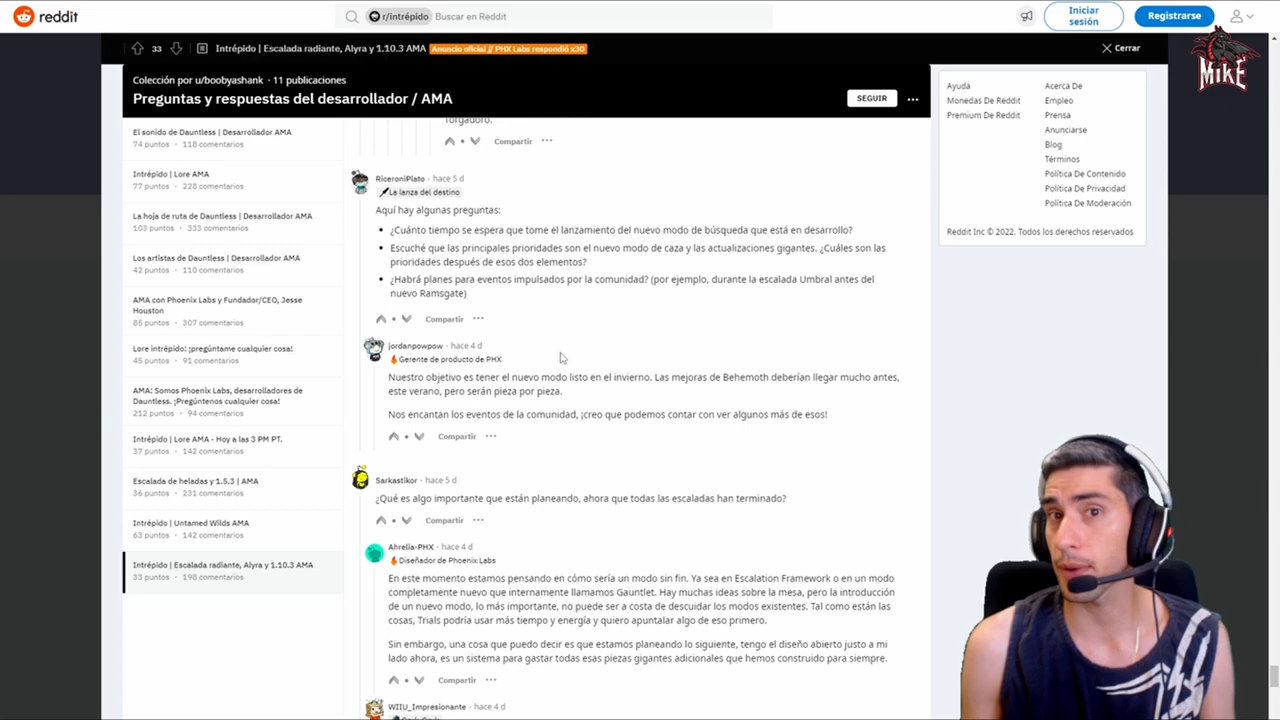 reddit
r/intrépido
Buscar en Reddit
Iniciar sesión
Registrarse
MIKE
33
Intrépido | Escalada radiante, Alyra y 1.10.3 AMA
Anuncio oficial // PHX Labs respondió x30
Cerrar
Colección por u/boobyashank · 11 publicaciones
Preguntas y respuestas del desarrollador / AMA
SEGUIR
El sonido de Dauntless | Desarrollador AMA
74 puntos · 118 comentarios
Intrépido | Lore AMA
77 puntos · 228 comentarios
La hoja de ruta de Dauntless | Desarrollador AMA
103 puntos · 333 comentarios
Los artistas de Dauntless | Desarrollador AMA
42 puntos · 110 comentarios
AMA con Phoenix Labs y Fundador/CEO, Jesse
Houston
85 puntos · 307 comentarios
Lore intrépido: ¡pregúntame cualquier cosa!
45 puntos · 91 comentarios
AMA: Somos Phoenix Labs, desarrolladores de
Dauntless. ¡Pregúntenos cualquier cosa!
212 puntos · 94 comentarios
Intrépido | Lore AMA - Hoy a las 3 PM PT.
37 puntos · 142 comentarios
Escalada de heladas y 1.5.3 | AMA
36 puntos · 231 comentarios
Intrépido | Untamed Wilds AMA
63 puntos · 142 comentarios
Intrépido | Escalada radiante, Alyra y 1.10.3 AMA
33 puntos · 198 comentarios
Compartir
RiceroniPlato · hace 5 d
La lanza del destino
Aquí hay algunas preguntas:
¿Cuánto tiempo se espera que tome el lanzamiento del nuevo modo de búsqueda que está en desarrollo?
Escuché que las principales prioridades son el nuevo modo de caza y las actualizaciones gigantes. ¿Cuáles son las
prioridades después de esos dos elementos?
¿Habrá planes para eventos impulsados por la comunidad? (por ejemplo, durante la escalada Umbral antes del
nuevo Ramsgate)
Compartir
jordanpowpow · hace 4 d
Gerente de producto de PHX
Nuestro objetivo es tener el nuevo modo listo en el invierno. Las mejoras de Behemoth deberían llegar mucho antes,
este verano, pero serán pieza por pieza.
Nos encantan los eventos de la comunidad, ¡creo que podemos contar con ver algunos más de esos!
Compartir
Sarkastikor · hace 5 d
¿Qué es algo importante que están planeando, ahora que todas las escaladas han terminado?
Compartir
Ahrelia-PHX · hace 4 d
Diseñador de Phoenix Labs
En este momento estamos pensando en cómo sería un modo sin fin. Ya sea en Escalation Framework o en un modo
completamente nuevo que internamente llamamos Gauntlet. Hay muchas ideas sobre la mesa, pero la introducción
de un nuevo modo, lo más importante, no puede ser a costa de descuidar los modos existentes. Tal como están las
cosas, Trials podría usar más tiempo y energía y quiero apuntalar algo de eso primero.
Sin embargo, una cosa que puedo decir es que estamos planeando lo siguiente, tengo el diseño abierto justo a mi
lado ahora, es un sistema para gastar todas esas piezas gigantes adicionales que hemos construido para siempre.
Compartir
WIIU_Impresionante · hace 4 d
Ayuda
Monedas De Reddit
Premium De Reddit
Acerca De
Empleo
Prensa
Anunciarse
Blog
Términos
Política De Contenido
Política De Privacidad
Política De Moderación
Reddit Inc © 2022. Todos los derechos reservados